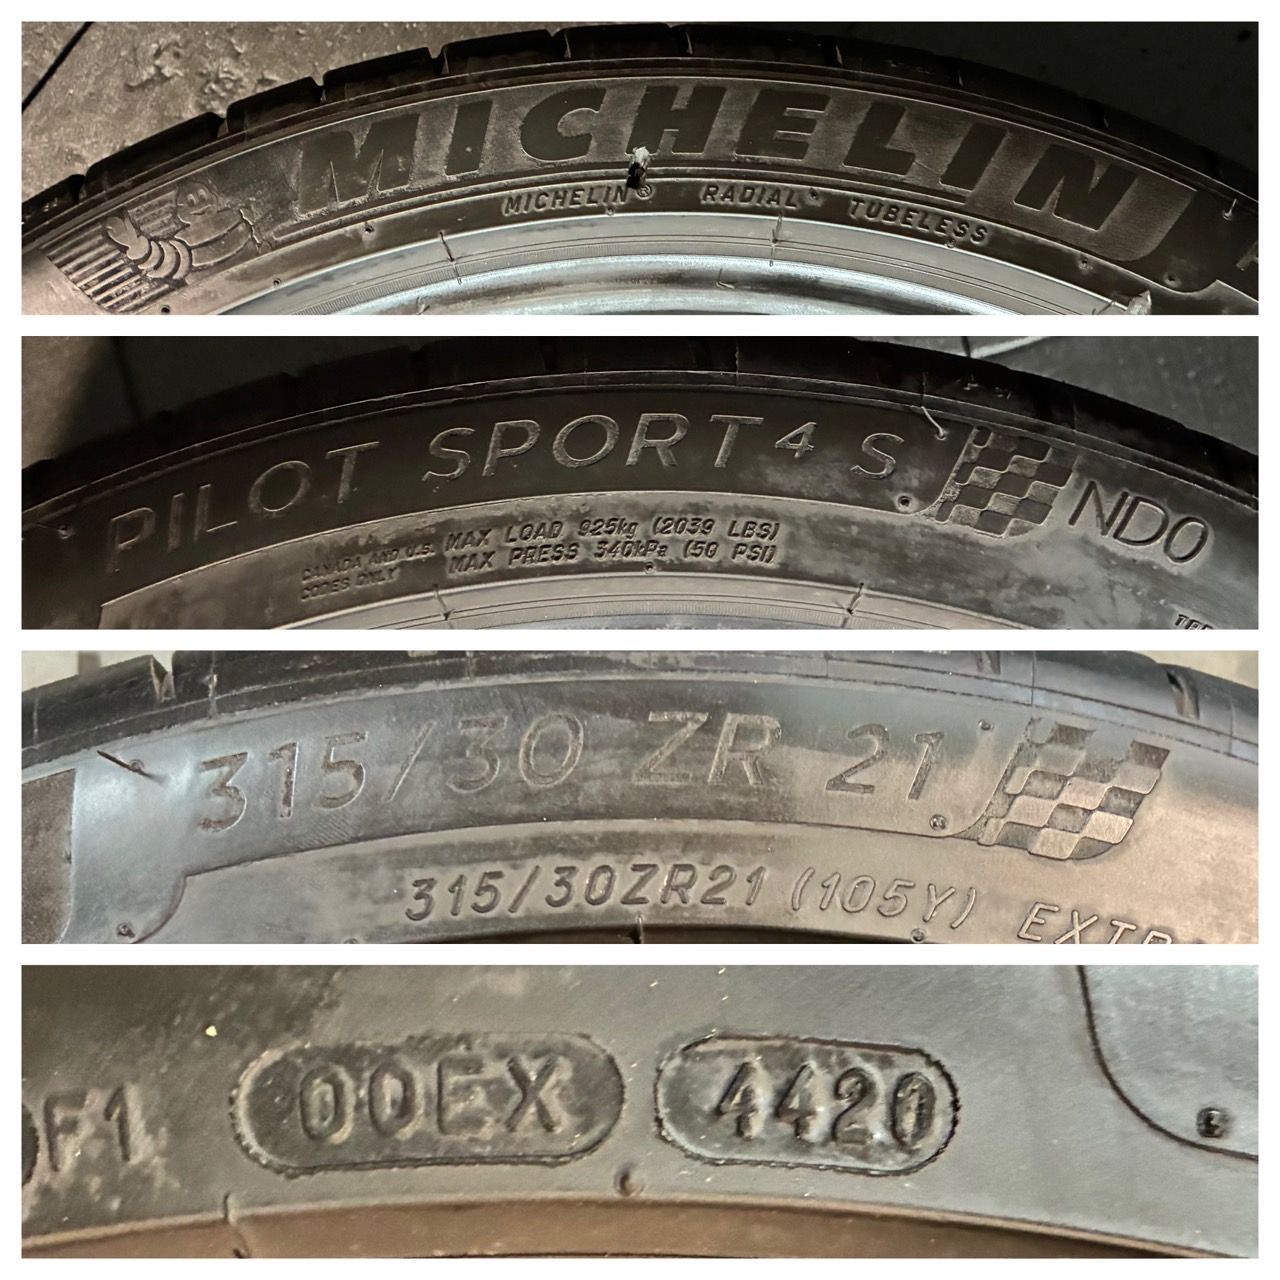 MICHELIN
MICHELIN® RADIAL TUBELESS
PILOT SPORT 4 S ND0
CANADA AND U.S. CODES ONLY
MAX LOAD 925kg (2039 LBS)
MAX PRESS 340kPa (50 PSI)
315/30 ZR 21
315/30ZR21 (105Y) EXTR
F1 00EX 4420
E